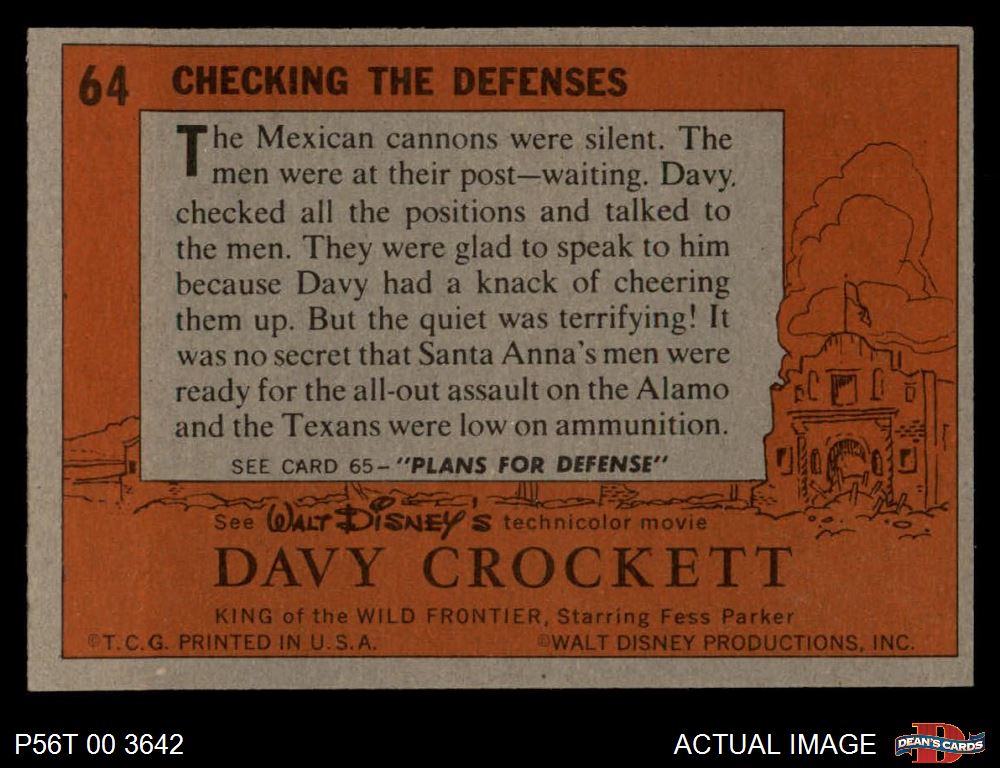 64 CHECKING THE DEFENSES
The Mexican cannons were silent. The
men were at their post—waiting. Davy.
checked all the positions and talked to
the men. They were glad to speak to him
because Davy had a knack of cheering
them up. But the quiet was terrifying! It
was no secret that Santa Anna's men were
ready for the all-out assault on the Alamo
and the Texans were low on ammunition.
SEE CARD 65-"PLANS FOR DEFENSE"
See WALT DISNEY'S technicolor movie
DAVY CROCKETT
KING of the WILD FRONTIER, Starring Fess Parker
©T.C.G. PRINTED IN U.S.A. ©WALT DISNEY PRODUCTIONS, INC.
P56T 00 3642 ACTUAL IMAGE D DEAN'S CARDS